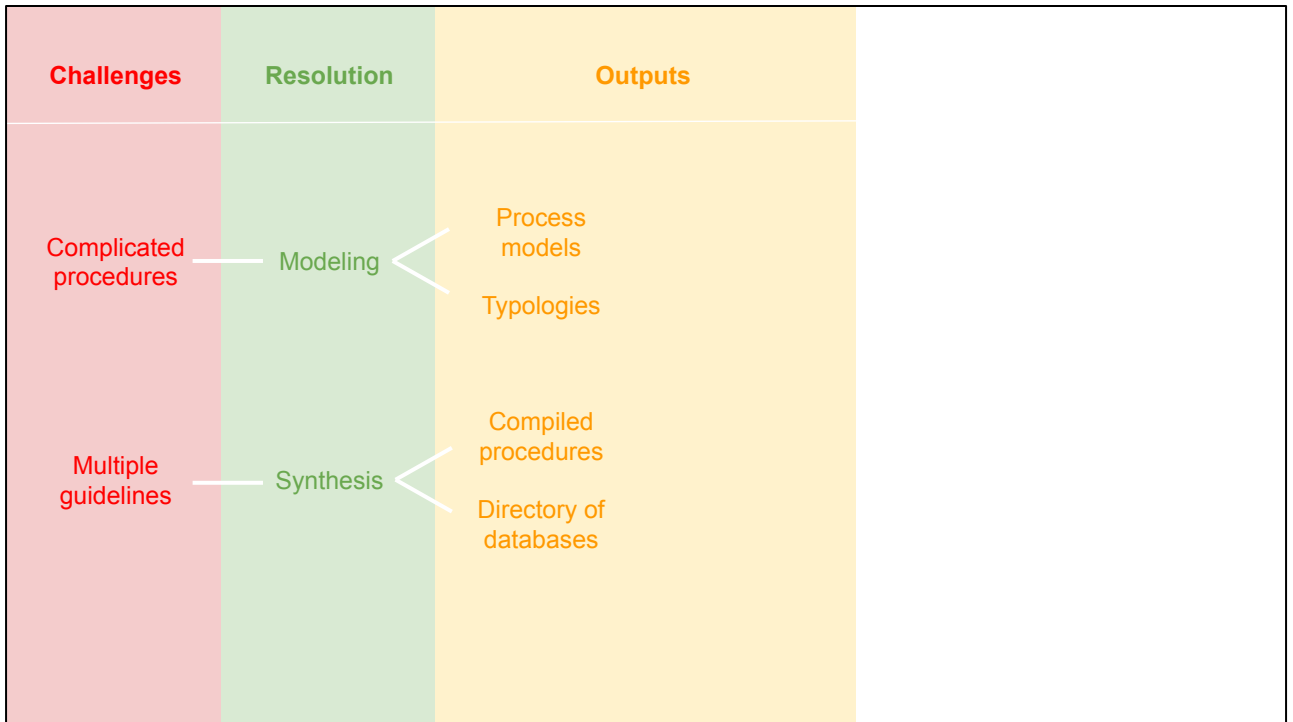 Challenges
Resolution
Outputs
Complicated
procedures
Modeling
Process
models
Typologies
Multiple
guidelines
Synthesis
Compiled
procedures
Directory of
databases